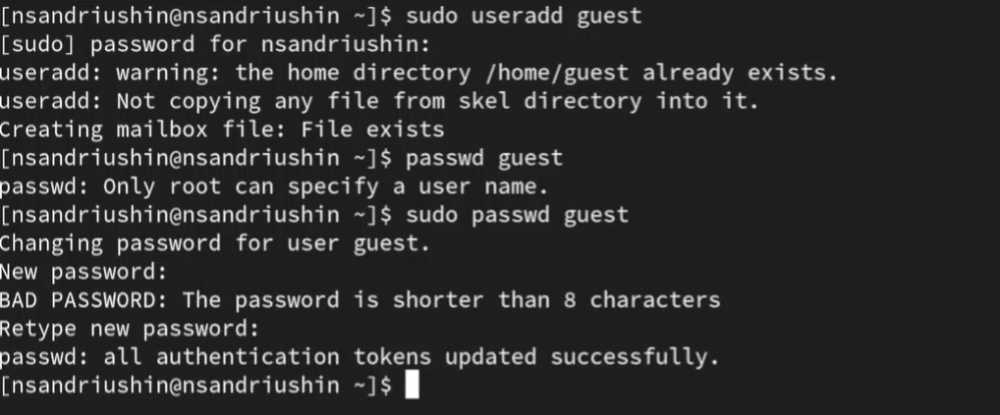 [nsandriushin@nsandriushin ~]$ sudo useradd guest
[sudo] password for nsandriushin:
useradd: warning: the home directory /home/guest already exists.
useradd: Not copying any file from skel directory into it.
Creating mailbox file: File exists
[nsandriushin@nsandriushin ~]$ passwd guest
passwd: Only root can specify a user name.
[nsandriushin@nsandriushin ~]$ sudo passwd guest
Changing password for user guest.
New password:
BAD PASSWORD: The password is shorter than 8 characters
Retype new password:
passwd: all authentication tokens updated successfully.
[nsandriushin@nsandriushin ~]$